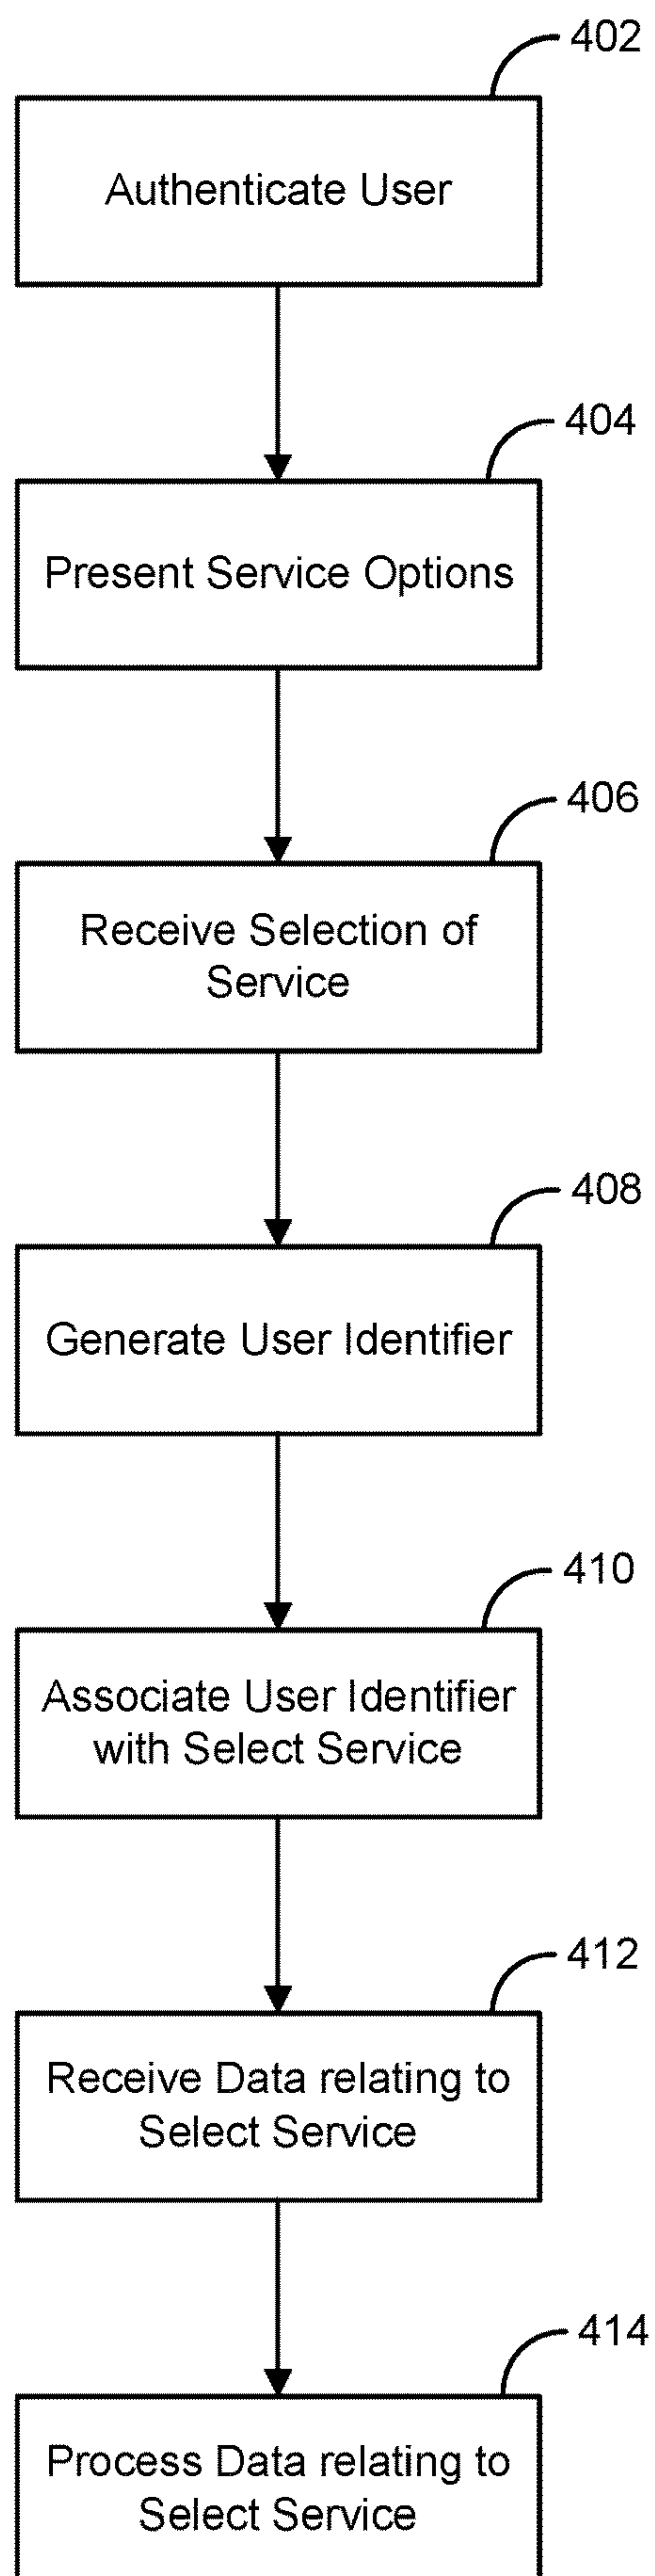 402
Authenticate User
404
Present Service Options
406
Receive Selection of
Service
408
Generate User Identifier
410
Associate User Identifier
with Select Service
412
Receive Data relating to
Select Service
414
Process Data relating to
Select Service